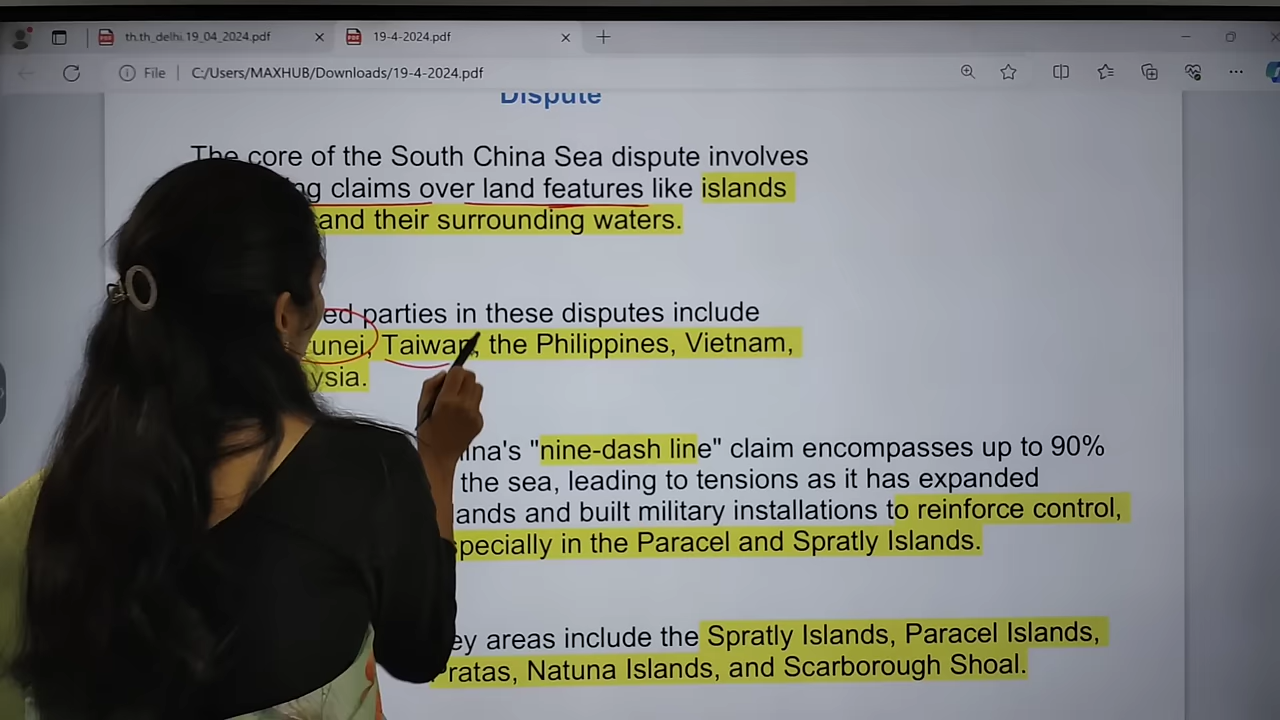 th.th_delhi.19_04_2024.pdf
19-4-2024.pdf
File
C:/Users/MAXHUB/Downloads/19-4-2024.pdf
Dispute
The core of the South China Sea dispute involves
claims over land features like islands
and their surrounding waters.
parties in these disputes include
Taiwan, the Philippines, Vietnam,
"nine-dash line" claim encompasses up to 90%
the sea, leading to tensions as it has expanded
and built military installations to reinforce control,
in the Paracel and Spratly Islands.
areas include the Spratly Islands, Paracel Islands,
Pratas, Natuna Islands, and Scarborough Shoal.